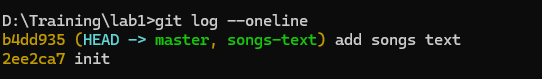 D:\Training\lab1>git log --oneline
b4dd935 (HEAD -> master, songs-text) add songs text
2ee2ca7 init